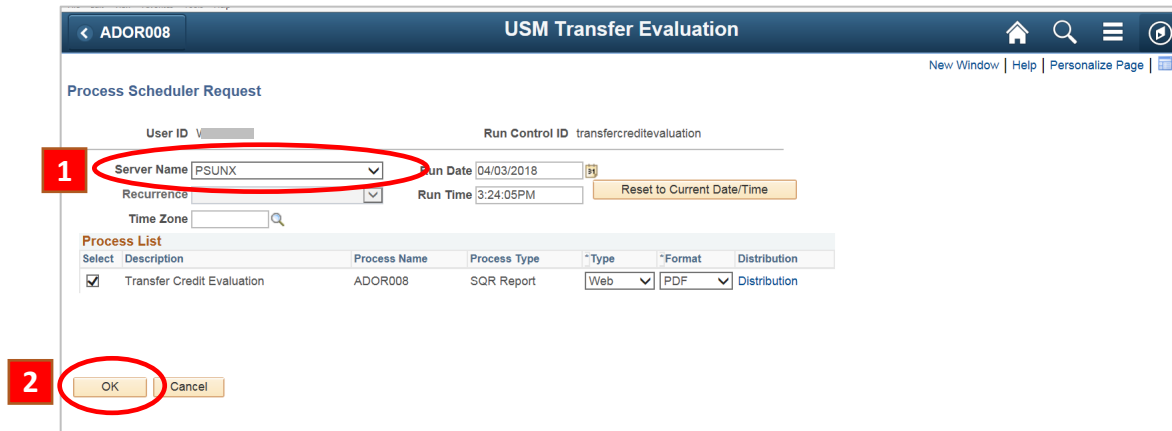 ADOR008 USM Transfer Evaluation
New Window | Help | Personalize Page |
Process Scheduler Request
User ID Run Control ID transfercreditevaluation
1 Server Name PSUNX Run Date 04/03/2018 31
Recurrence Run Time 3:24:05PM Reset to Current Date/Time
Time Zone
Process List
Select Description Process Name Process Type *Type *Format Distribution
Transfer Credit Evaluation ADOR008 SQR Report Web PDF Distribution
2 OK Cancel